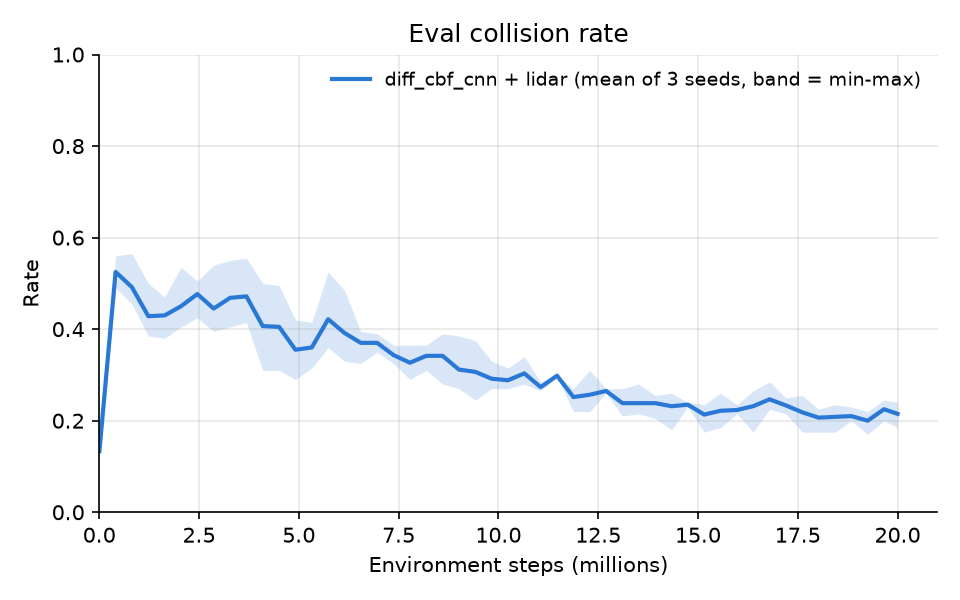 Eval collision rate
diff_cbf_cnn + lidar (mean of 3 seeds, band = min-max)
Rate
1.0
0.8
0.6
0.4
0.2
0.0
0.0 2.5 5.0 7.5 10.0 12.5 15.0 17.5 20.0
Environment steps (millions)